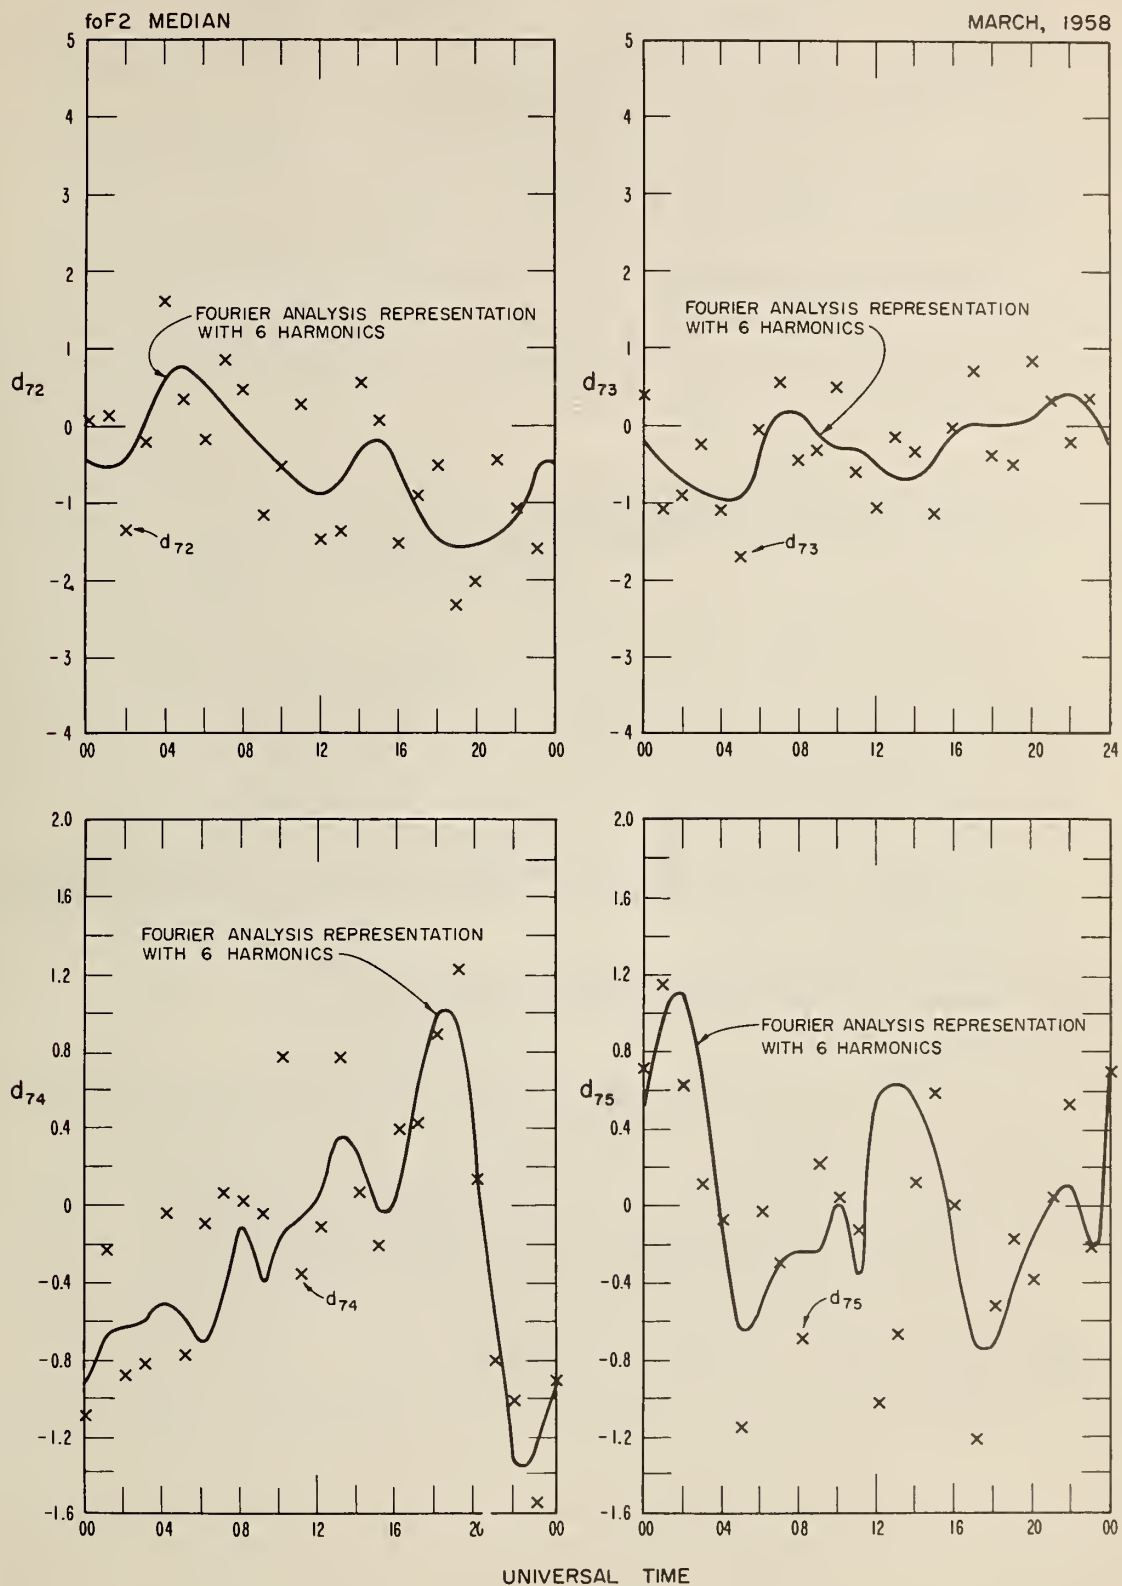 foF2 MEDIAN
MARCH, 1958
5
4
3
2
1
0
-1
-2
-3
-4
d72
FOURIER ANALYSIS REPRESENTATION
WITH 6 HARMONICS
d72
00 04 08 12 16 20 00
5
4
3
2
1
0
-1
-2
-3
-4
d73
FOURIER ANALYSIS REPRESENTATION
WITH 6 HARMONICS
d73
00 04 08 12 16 20 24
2.0
1.6
1.2
0.8
0.4
0
-0.4
-0.8
-1.2
-1.6
d74
FOURIER ANALYSIS REPRESENTATION
WITH 6 HARMONICS
d74
00 04 08 12 16 20 00
2.0
1.6
1.2
0.8
0.4
0
-0.4
-0.8
-1.2
-1.6
d75
FOURIER ANALYSIS REPRESENTATION
WITH 6 HARMONICS
d75
00 04 08 12 16 20 00
UNIVERSAL TIME